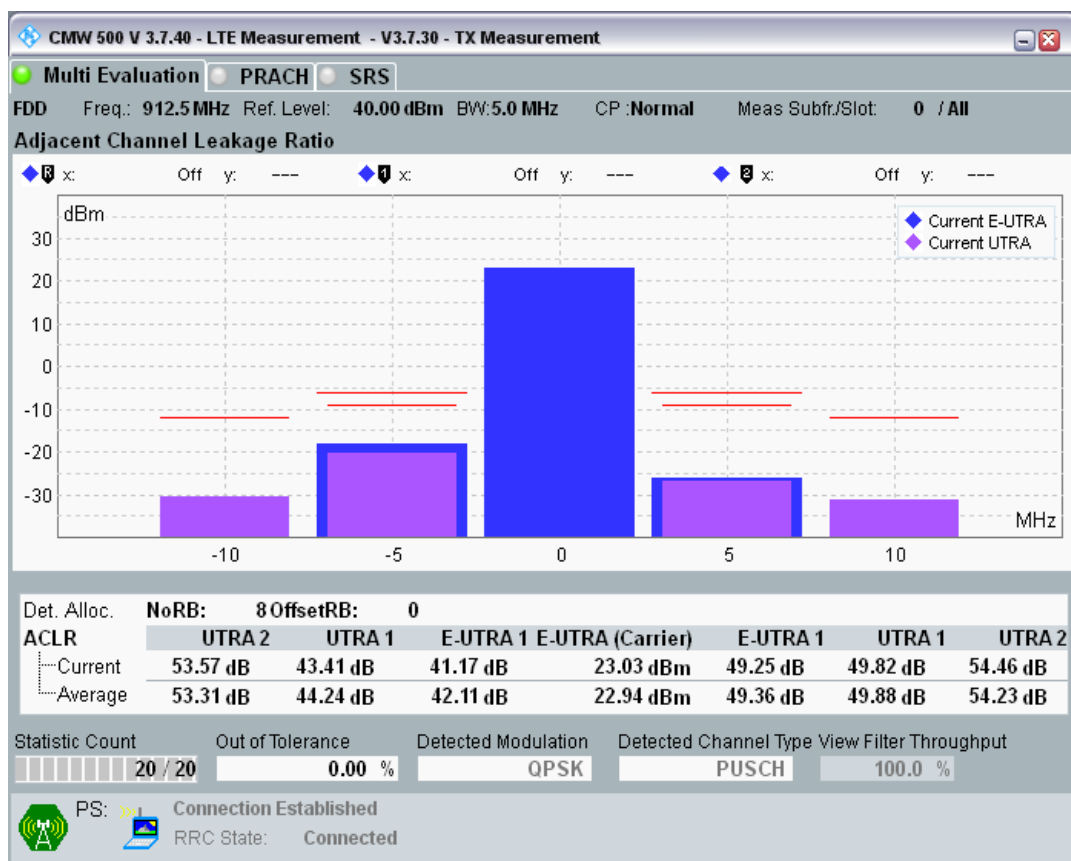 CMW 500 V 3.7.40 - LTE Measurement - V3.7.30 - TX Measurement
Multi Evaluation PRACH SRS
FDD Freq.: 912.5 MHz Ref. Level: 40.00 dBm BW:5.0 MHz CP :Normal Meas Subfr./Slot: 0 / All
Adjacent Channel Leakage Ratio
R x: Off y: --- 1 x: Off y: --- 2 x: Off y: ---
dBm
Current E-UTRA
Current UTRA
30
20
10
0
-10
-20
-30
MHz
-10 -5 0 5 10
Det. Alloc. NoRB: 8 OffsetRB: 0
ACLR UTRA 2 UTRA 1 E-UTRA 1 E-UTRA (Carrier) E-UTRA 1 UTRA 1 UTRA 2
Current 53.57 dB 43.41 dB 41.17 dB 23.03 dBm 49.25 dB 49.82 dB 54.46 dB
Average 53.31 dB 44.24 dB 42.11 dB 22.94 dBm 49.36 dB 49.88 dB 54.23 dB
Statistic Count Out of Tolerance Detected Modulation Detected Channel Type View Filter Throughput
20 / 20 0.00 % QPSK PUSCH 100.0 %
PS: Connection Established
RRC State: Connected